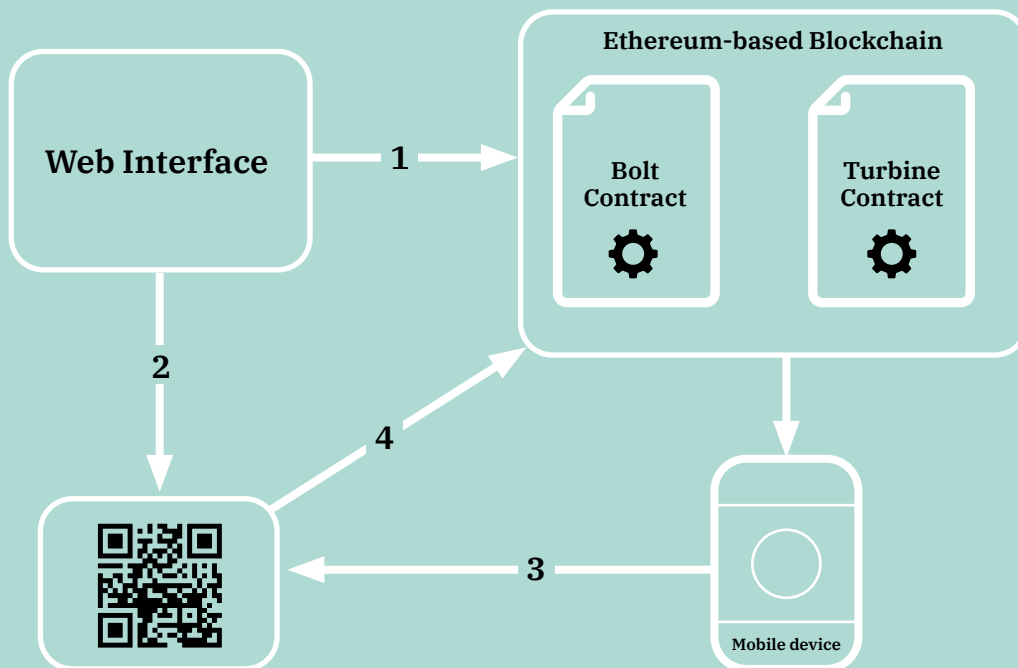 Ethereum-based Blockchain
Web Interface
1
Bolt
Contract
Turbine
Contract
2
4
3
Mobile device